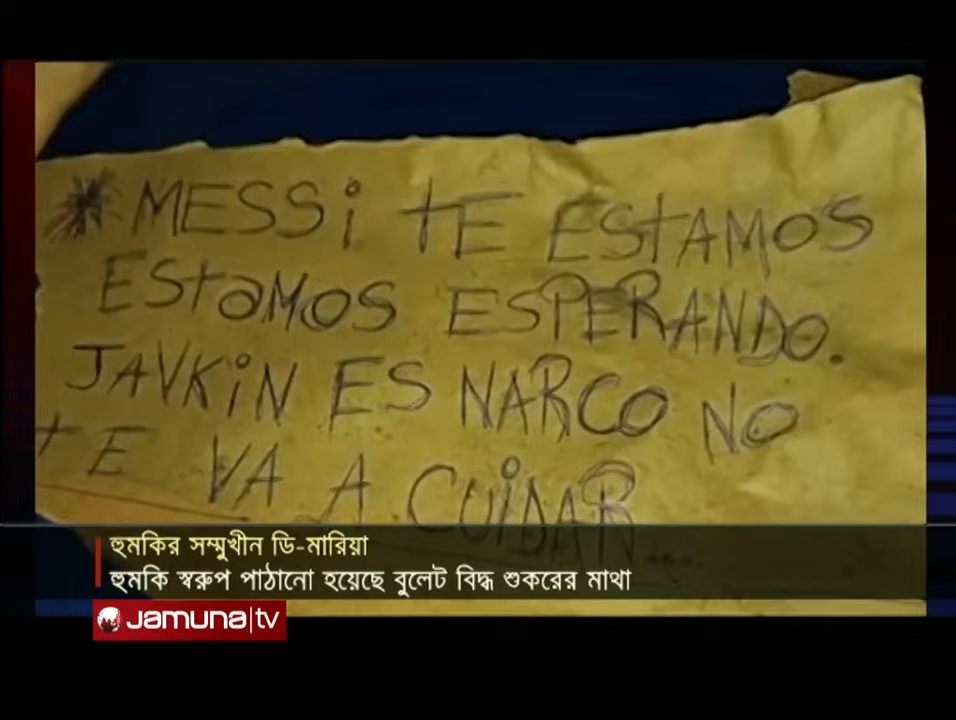 *MESSi TE ESTAMOS
ESTAMOS ESPERANDO.
JAVKiN ES NARCO NO
TE VA A CUiDAR....
হুমকির সম্মুখীন ডি-মারিয়া
হুমকি স্বরুপ পাঠানো হয়েছে বুলেট বিদ্ধ শুকরের মাথা
Jamuna|tv